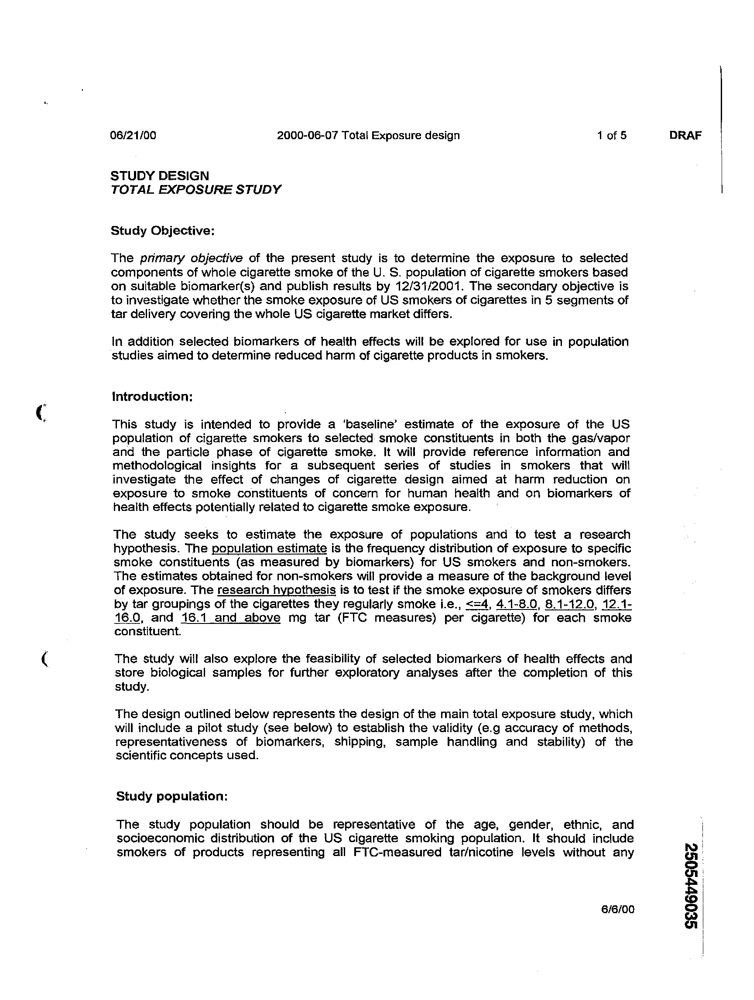 06/21/00 2000-06-07 Total Exposure design 1 of 5 DRAF
STUDY DESIGN
TOTAL EXPOSURE STUDY
Study Objective:
The primary objective of the present study is to determine the exposure to selected
components of whole cigarette smoke of the U. S. population of cigarette smokers based
on suitable biomarker(s) and publish results by 12/31/2001. The secondary objective is
to investigate whether the smoke exposure of US smokers of cigarettes in 5 segments of
tar delivery covering the whole US cigarette market differs.
In addition selected biomarkers of health effects will be explored for use in population
studies aimed to determine reduced harm of cigarette products in smokers.
Introduction:
This study is intended to provide a 'baseline' estimate of the exposure of the US
population of cigarette smokers to selected smoke constituents in both the gas/vapor
and the particle phase of cigarette smoke. It will provide reference information and
methodological insights for a subsequent series of studies in smokers that will
investigate the effect of changes of cigarette design aimed at harm reduction on
exposure to smoke constituents of concern for human health and on biomarkers of
health effects potentially related to cigarette smoke exposure.
The study seeks to estimate the exposure of populations and to test a research
hypothesis. The population estimate is the frequency distribution of exposure to specific
smoke constituents (as measured by biomarkers) for US smokers and non-smokers.
The estimates obtained for non-smokers will provide a measure of the background level
of exposure. The research hypothesis is to test if the smoke exposure of smokers differs
by tar groupings of the cigarettes they regularly smoke i.e., <=4, 4.1-8.0, 8.1-12.0, 12.1-
16.0, and 16.1 and above mg tar (FTC measures) per cigarette) for each smoke
constituent.
The study will also explore the feasibility of selected biomarkers of health effects and
store biological samples for further exploratory analyses after the completion of this
study.
The design outlined below represents the design of the main total exposure study, which
will include a pilot study (see below) to establish the validity (e.g accuracy of methods,
representativeness of biomarkers, shipping, sample handling and stability) of the
scientific concepts used.
Study population:
The study population should be representative of the age, gender, ethnic, and
socioeconomic distribution of the US cigarette smoking population. It should include
smokers of products representing all FTC-measured tar/nicotine levels without any
6/6/00
2505449035